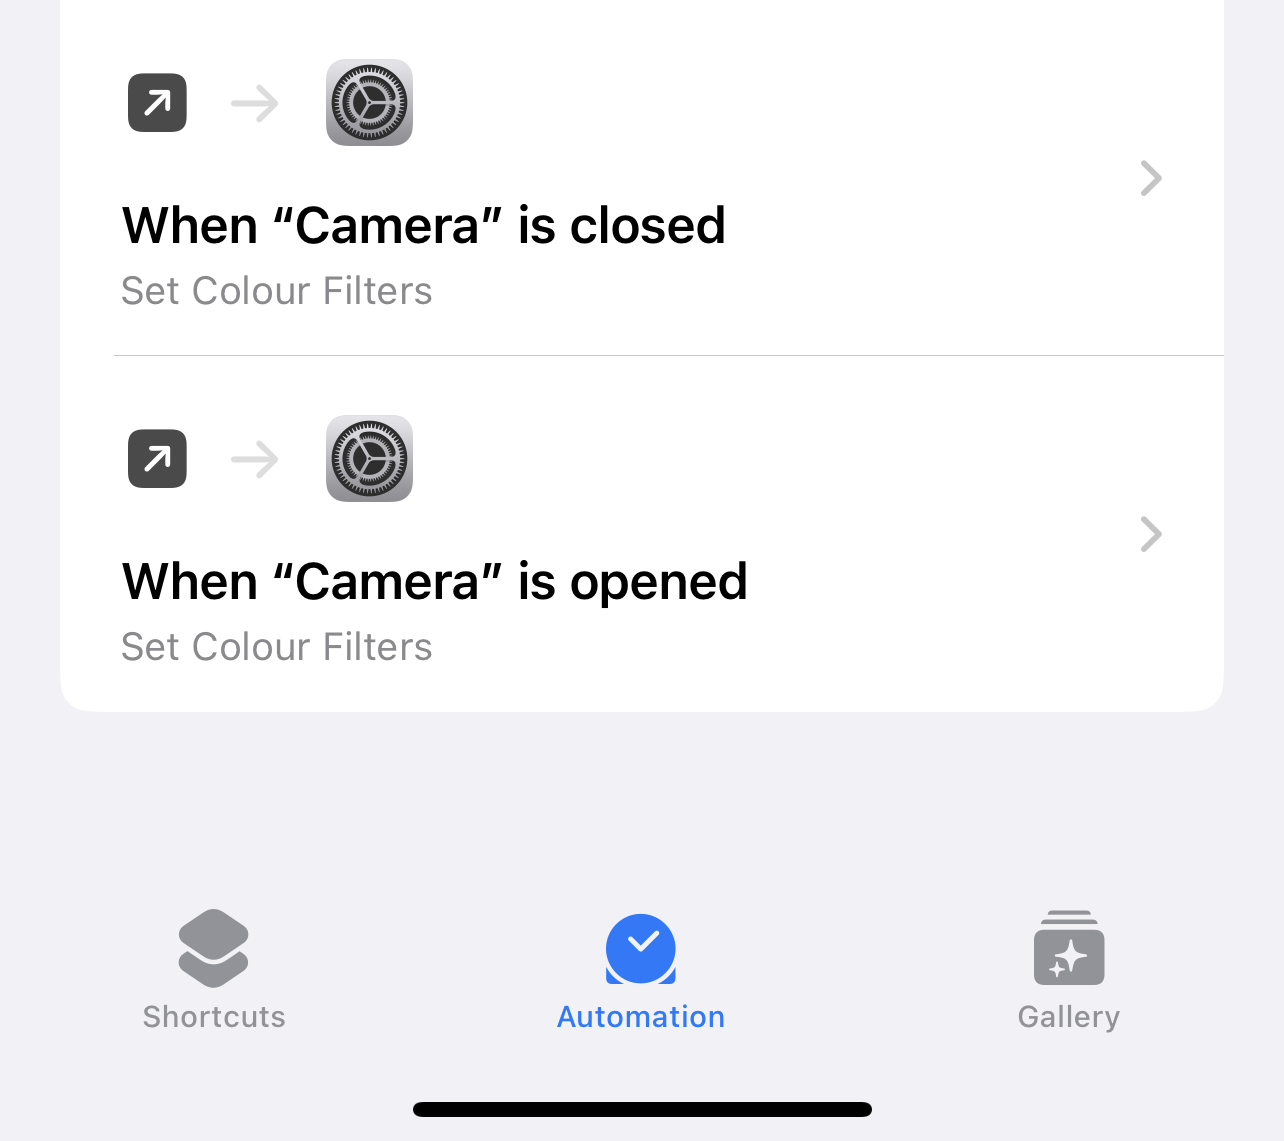 When “Camera” is closed
Set Colour Filters
When “Camera” is opened
Set Colour Filters
Shortcuts
Automation
Gallery